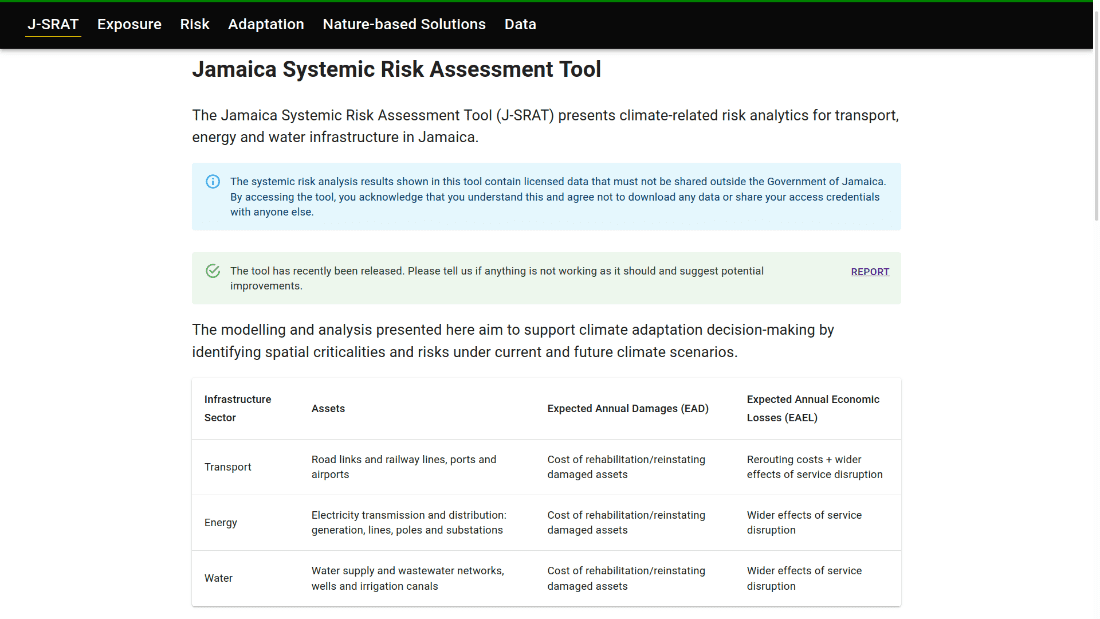 J-SRAT Exposure Risk Adaptation Nature-based Solutions Data
Jamaica Systemic Risk Assessment Tool
The Jamaica Systemic Risk Assessment Tool (J-SRAT) presents climate-related risk analytics for transport,
energy and water infrastructure in Jamaica.
The systemic risk analysis results shown in this tool contain licensed data that must not be shared outside the Government of Jamaica.
By accessing the tool, you acknowledge that you understand this and agree not to download any data or share your access credentials
with anyone else.
The tool has recently been released. Please tell us if anything is not working as it should and suggest potential
improvements.
REPORT
The modelling and analysis presented here aim to support climate adaptation decision-making by
identifying spatial criticalities and risks under current and future climate scenarios.
Infrastructure
Sector
Assets
Expected Annual Damages (EAD)
Expected Annual Economic
Losses (EAEL)
Transport
Road links and railway lines, ports and
airports
Cost of rehabilitation/reinstating
damaged assets
Rerouting costs + wider
effects of service disruption
Energy
Electricity transmission and distribution:
generation, lines, poles and substations
Cost of rehabilitation/reinstating
damaged assets
Wider effects of service
disruption
Water
Water supply and wastewater networks,
wells and irrigation canals
Cost of rehabilitation/reinstating
damaged assets
Wider effects of service
disruption